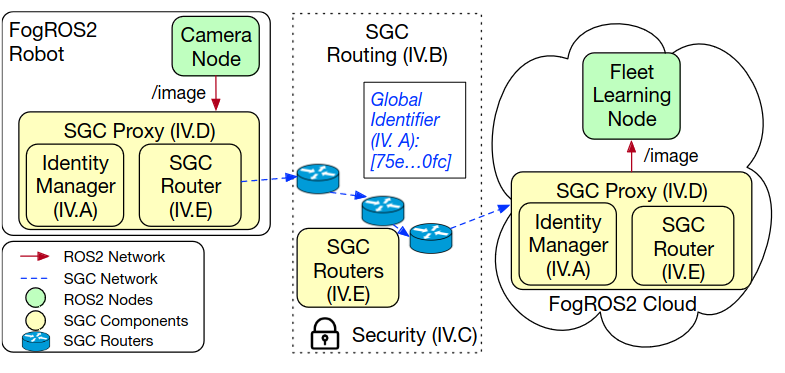 FogROS2
Robot
Camera
Node
/image
SGC Proxy (IV.D)
Identity
Manager
(IV.A)
SGC
Router
(IV.E)
ROS2 Network
SGC Network
ROS2 Nodes
SGC Components
SGC Routers
SGC
Routing (IV.B)
Global
Identifier
(IV. A):
[75e...0fc]
SGC
Routers
(IV.E)
Security (IV.C)
Fleet
Learning
Node
/image
SGC Proxy (IV.D)
Identity
Manager
(IV.A)
SGC
Router
(IV.E)
FogROS2 Cloud